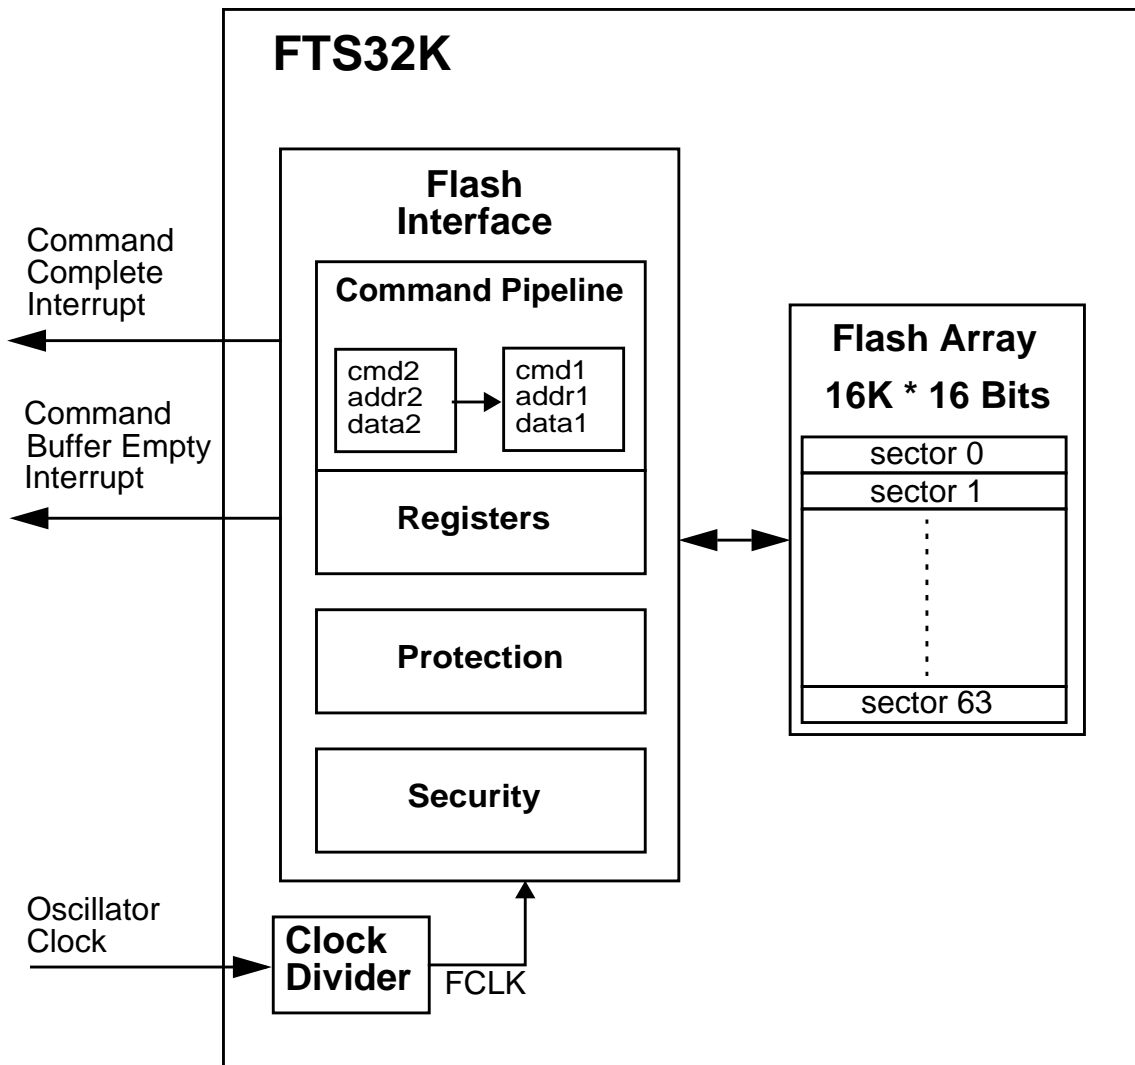 FTS32K
Flash
Interface
Command
Complete
Interrupt
Command Pipeline
cmd2
addr2
data2
cmd1
addr1
data1
Command
Buffer Empty
Interrupt
Registers
Protection
Security
Flash Array
16K * 16 Bits
sector 0
sector 1
sector 63
Oscillator
Clock
Clock
Divider
FCLK